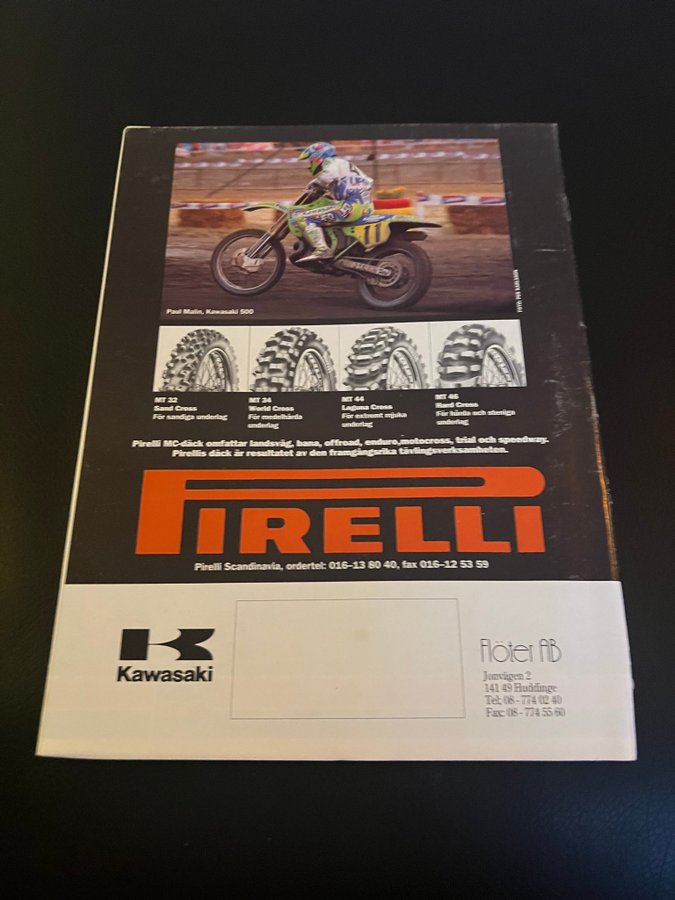 11
Paul Malin, Kawasaki 500
MT 32
Sand Cross
För sandiga underlag
MT 34
World Cross
För medelhårda
underlag
MT 44
Laguna Cross
För extremt mjuka
underlag
MT 46
Hard Cross
För hårda och steniga
underlag
Pirelli MC-däck omfattar landsväg, bana, offroad, enduro,motocross, trial och speedway.
Pirellis däck är resultatet av den framgångsrika tävlingsverksamheten.
PIRELLI
Pirelli Scandinavia, ordertel: 016-13 80 40, fax 016-12 53 59
Kawasaki
Flöter AB
Jonvägen 2
141 49 Huddinge
Tel: 08 - 774 02 40
Fax: 08 - 774 55 60